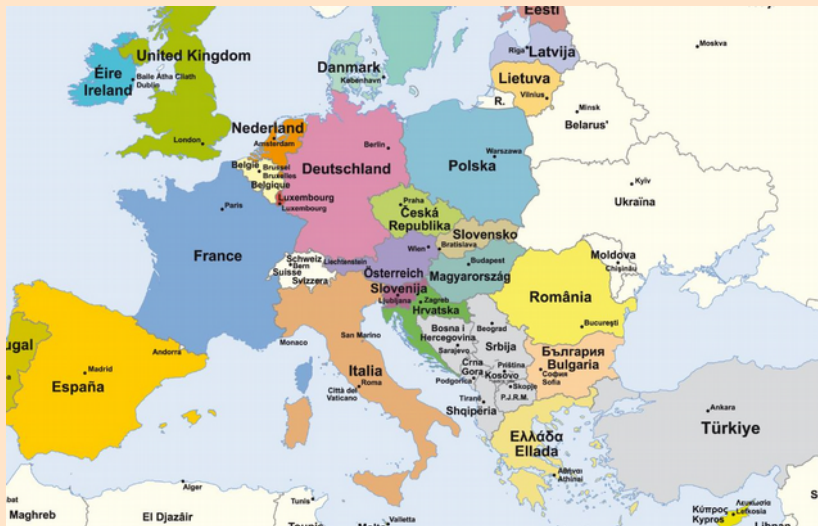 Eesti
Moskva
Riga
Latvija
United Kingdom
Éire
Ireland
Baile Átha Cliath
Dublin
Danmark
København
Lietuva
Vilnius
R.
Minsk
Belarus'
London
Nederland
Amsterdam
Berlin
Deutschland
Warszawa
Polska
België
Brussel
Bruxelles
Belgique
Luxembourg
Luxembourg
Kyiv
Ukraïna
Paris
France
Praha
Česká
Republika
Slovensko
Bratislava
Wien
Österreich
Schweiz
Bern
Suisse
Svizzera
Liechtenstein
Budapest
Magyarország
Moldova
Chişinău
Slovenija
Ljubljana
Zagreb
Hrvatska
România
Bucureşti
Bosna i
Hercegovina
Sarajevo
Beograd
Srbija
San Marino
Monaco
Italia
Roma
Città del
Vaticano
Crna
Gora
Podgorica
Priština
Kosovo
Skopje
P.J.R.M.
България
Bulgaria
София
Sofia
Tiranë
Shqipëria
ugal
Madrid
España
Andorra
Ελλάδα
Ellada
Αθήναι
Athinai
Ankara
Türkiye
Alger
Tunis
bat
Maghreb
El Djazâir
Valletta
Κύπρος
Kypros
Λευκωσία
Lefkosia